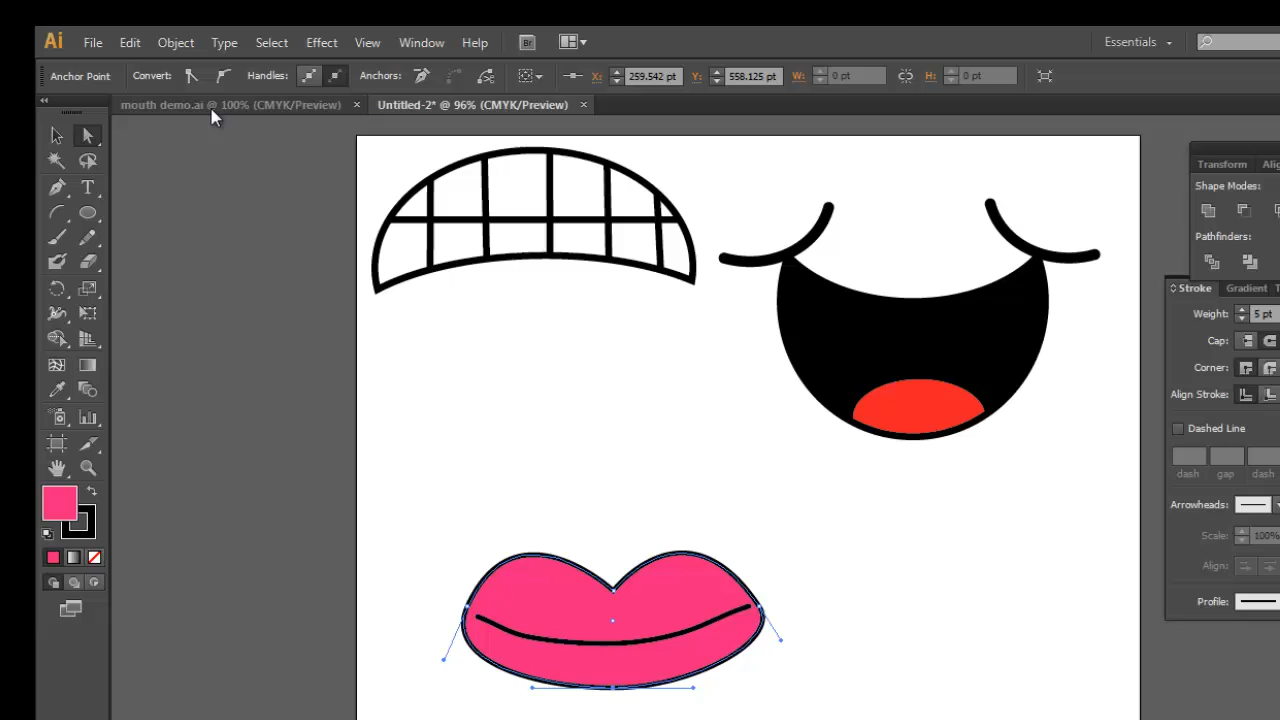 Ai File Edit Object Type Select Effect View Window Help Br Essentials
Anchor Point Convert: Handles: Anchors: X: 259.542 pt Y: 558.125 pt W: 0 pt H: 0 pt
mouth demo.ai @ 100% (CMYK/Preview) × Untitled-2* @ 96% (CMYK/Preview) ×
T
Transform
Shape Modes:
Pathfinders:
Stroke Gradient
Weight: 5 pt
Cap:
Corner:
Align Stroke:
Dashed Line
dash gap dash
Arrowheads:
Scale: 100%
Align:
Profile: